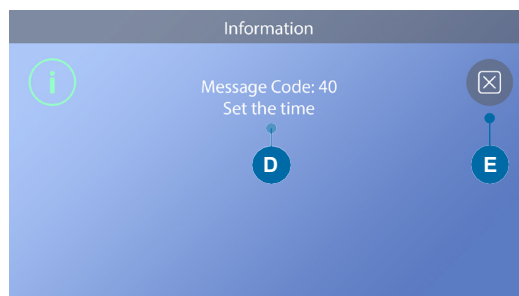 Information
i
Message Code: 40
Set the time
D
E